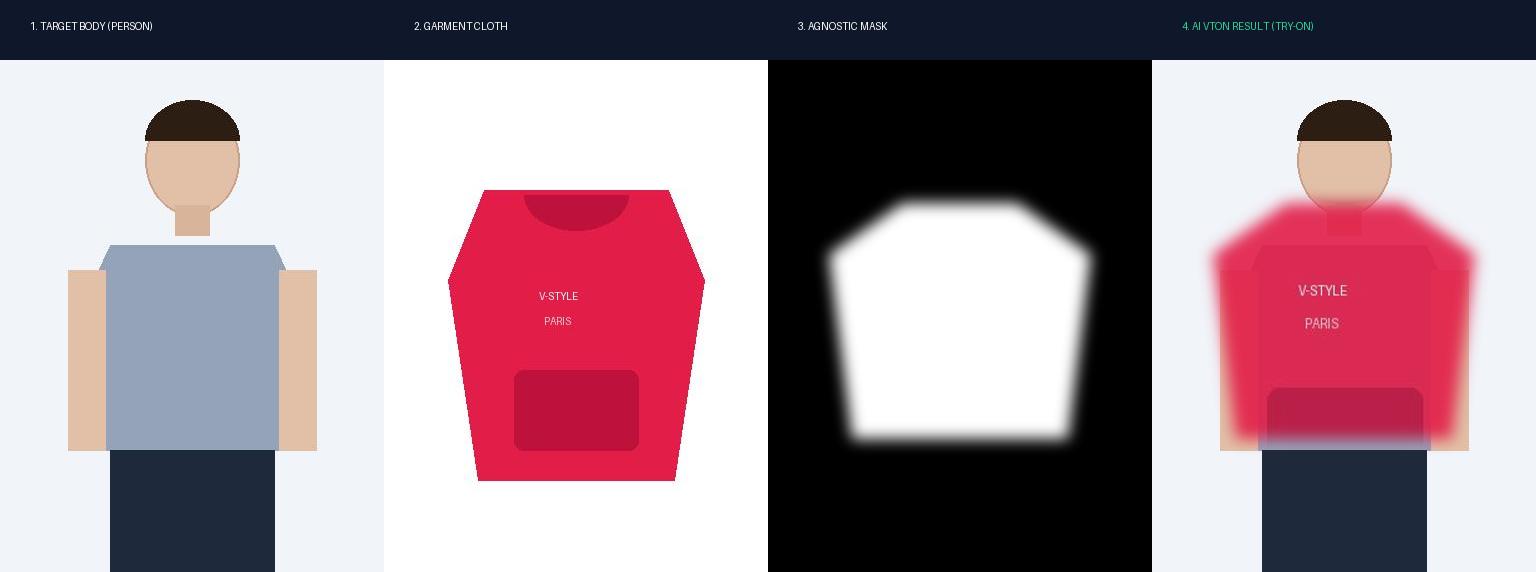 1. TARGET BODY (PERSON)
2. GARMENT CLOTH
3. AGNOSTIC MASK
4. AI VTON RESULT (TRY-ON)
V-STYLE
PARIS
V-STYLE
PARIS